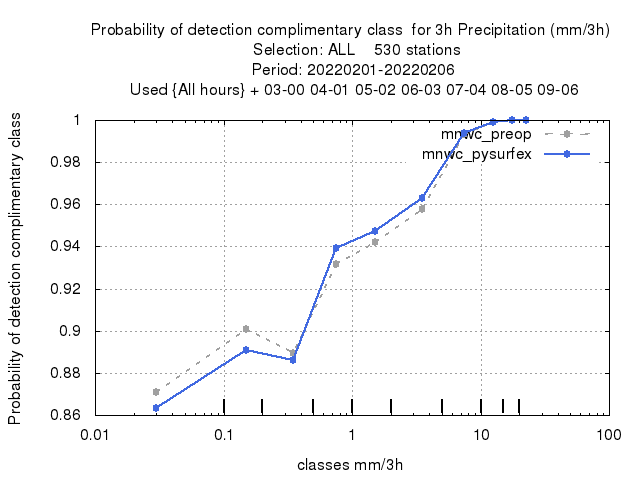 Probability of detection complimentary class  for 3h Precipitation (mm/3h)
Selection: ALL    530 stations
Period: 20220201-20220206
Used {All hours} + 03-00 04-01 05-02 06-03 07-04 08-05 09-06
Probability of detection complimentary class
1
0.98
0.96
0.94
0.92
0.9
0.88
0.86
mnwc_preop
mnwc_pysurfex
0.01
0.1
1
10
100
classes mm/3h